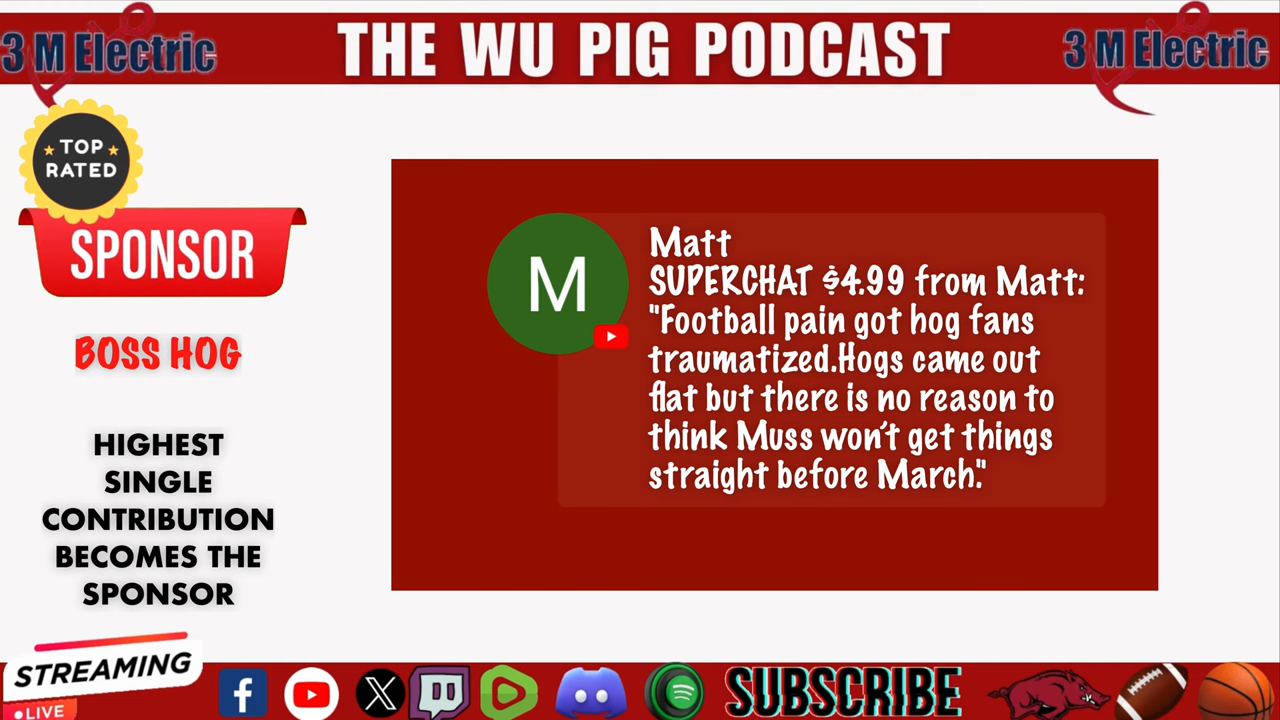 3 M Electric
THE WU PIG PODCAST
3 M Electric
TOP
RATED
SPONSOR
BOSS HOG
HIGHEST
SINGLE
CONTRIBUTION
BECOMES THE
SPONSOR
M
Matt
SUPERCHAT $4.99 from Matt:
"Football pain got hog fans
traumatized.Hogs came out
flat but there is no reason to
think Muss won't get things
straight before March."
STREAMING
LIVE
SUBSCRIBE